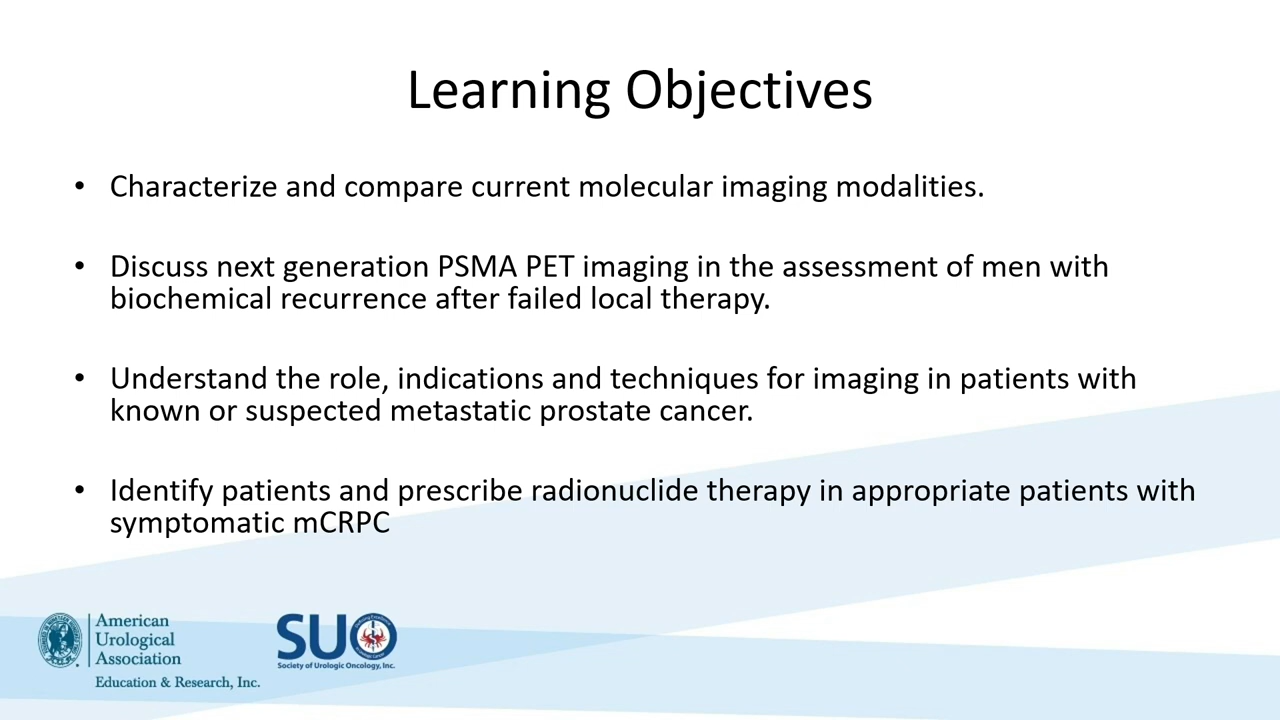 Learning Objectives
• Characterize and compare current molecular imaging modalities.
• Discuss next generation PSMA PET imaging in the assessment of men with
biochemical recurrence after failed local therapy.
• Understand the role, indications and techniques for imaging in patients with
known or suspected metastatic prostate cancer.
• Identify patients and prescribe radionuclide therapy in appropriate patients with
symptomatic mCRPC
American
Urological
Association
Education & Research, Inc.
SUO
Society of Urologic Oncology, Inc.